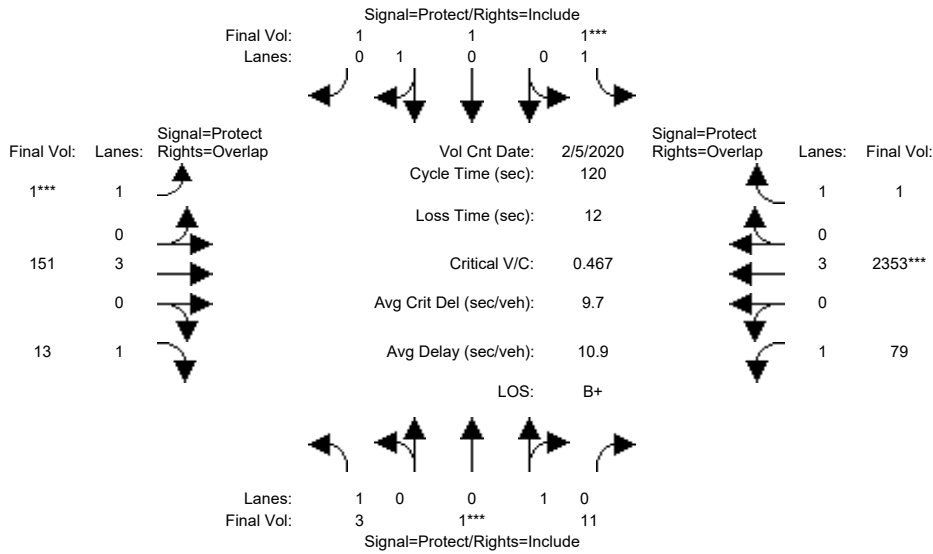 Signal=Protect/Rights=Include
Final Vol: 1 1 1***
Lanes: 0 1 0 0 1
Signal=Protect Signal=Protect
Final Vol: Lanes: Rights=Overlap Vol Cnt Date: 2/5/2020 Rights=Overlap Lanes: Final Vol:
Cycle Time (sec): 120
1*** 1 1 1
Loss Time (sec): 12
0 0
151 3 Critical V/C: 0.467 3 2353***
0 Avg Crit Del (sec/veh): 9.7 0
13 1 Avg Delay (sec/veh): 10.9 1 79
LOS: B+
Lanes: 1 0 0 1 0
Final Vol: 3 1*** 11
Signal=Protect/Rights=Include